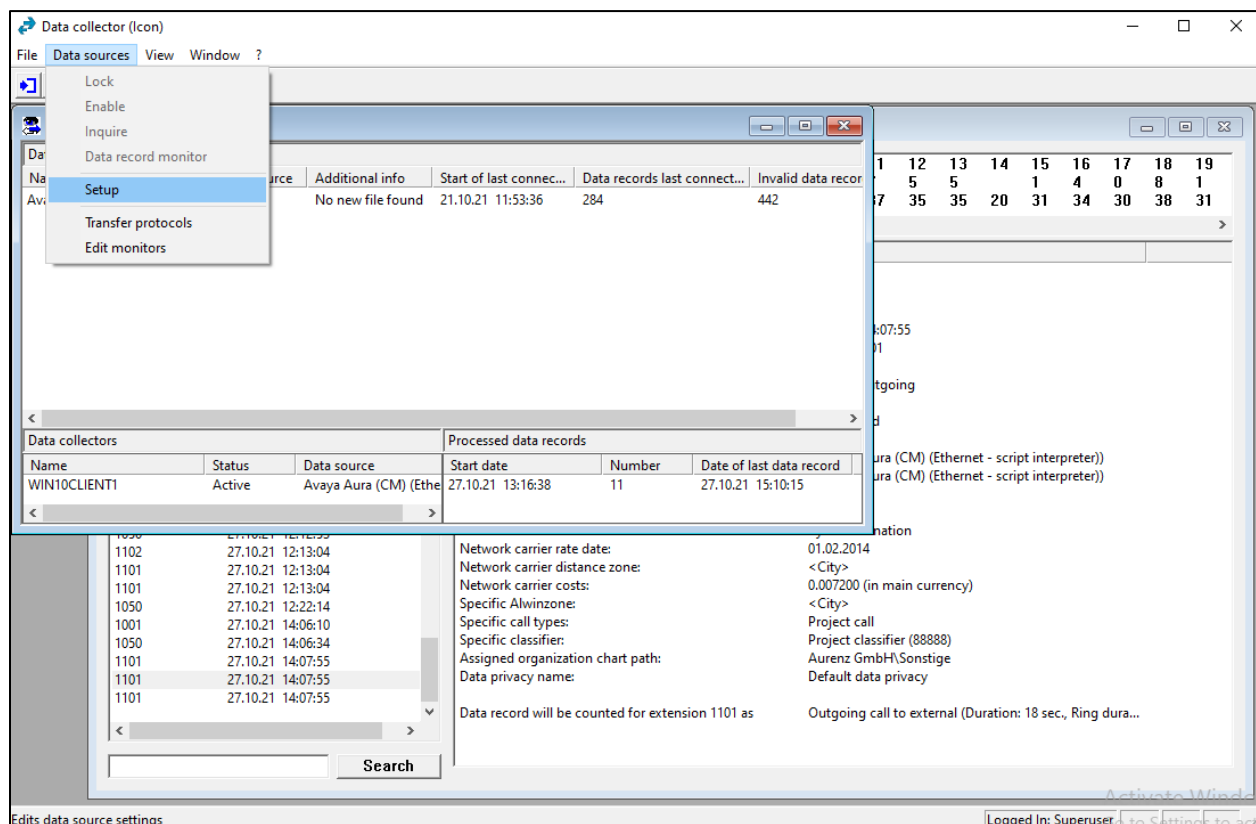 Data collector (Icon)
File Data sources View Window ?
Lock
Enable
Inquire
Data record monitor
Setup
Transfer protocols
Edit monitors
Additional info Start of last connec... Data records last connect... Invalid data recor
No new file found 21.10.21 11:53:36 284 442
12 13 14 15 16 17 18 19
5 5 1 4 0 8 1
35 35 20 31 34 30 38 31
:07:55
tgoing
Data collectors Processed data records
Name Status Data source Start date Number Date of last data record
WIN10CLIENT1 Active Avaya Aura (CM) (Ethe 27.10.21 13:16:38 11 27.10.21 15:10:15
ura (CM) (Ethernet - script interpreter))
ura (CM) (Ethernet - script interpreter))
nation
1102 27.10.21 12:13:04 Network carrier rate date: 01.02.2014
1101 27.10.21 12:13:04 Network carrier distance zone: <City>
1101 27.10.21 12:13:04 Network carrier costs: 0.007200 (in main currency)
1050 27.10.21 12:22:14 Specific Alwinzone: <City>
1001 27.10.21 14:06:10 Specific call types: Project call
1050 27.10.21 14:06:34 Specific classifier: Project classifier (88888)
1101 27.10.21 14:07:55 Assigned organization chart path: Aurenz GmbH\Sonstige
1101 27.10.21 14:07:55 Data privacy name: Default data privacy
1101 27.10.21 14:07:55
Data record will be counted for extension 1101 as Outgoing call to external (Duration: 18 sec., Ring dura...
Search
Activate Windo
Edits data source settings Logged In: Superuser to Settings to act